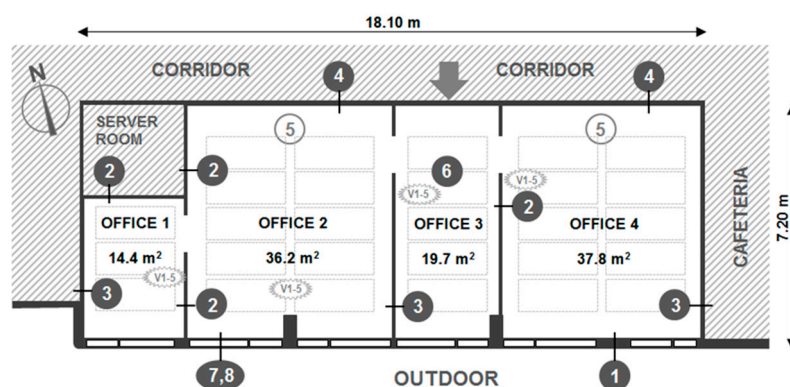 18.10 m
N
CORRIDOR
4
CORRIDOR
4
SERVER
ROOM
5
5
2
2
6
V1-5
V1-5
2
OFFICE 1
OFFICE 2
OFFICE 3
OFFICE 4
14.4 m²
36.2 m²
19.7 m²
37.8 m²
CAFETERIA
7.20 m
V1-5
V1-5
3
2
3
3
7,8
1
OUTDOOR